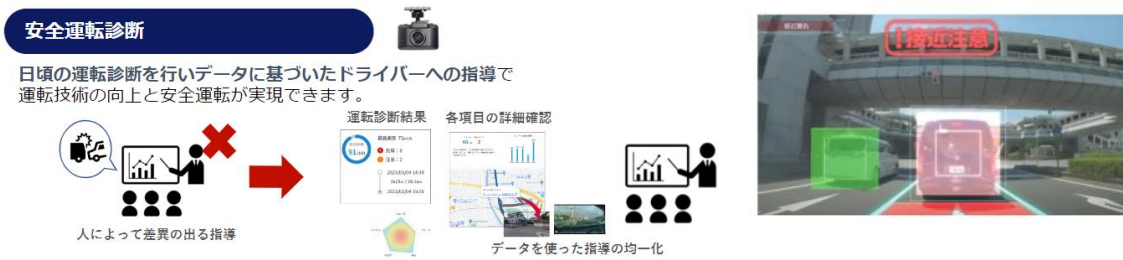 安全運転診断
日頃の運転診断を行いデータに基づいたドライバーへの指導で
運転技術の向上と安全運転が実現できます。
運転診断結果
各項目の詳細確認
91
人によって差異の出る指導
データを使った指導の均一化
!接近注意